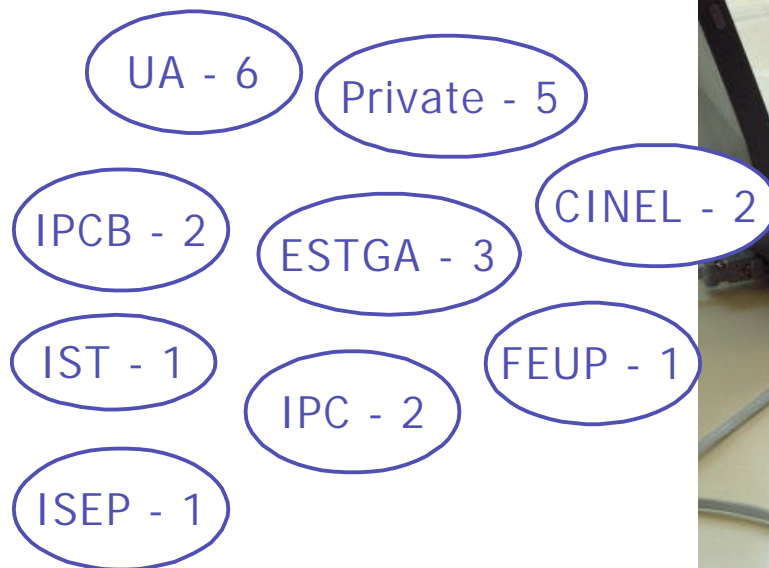 UA - 6
Private - 5
CINEL - 2
IPCB - 2
ESTGA - 3
IST - 1
FEUP - 1
IPC - 2
ISEP - 1